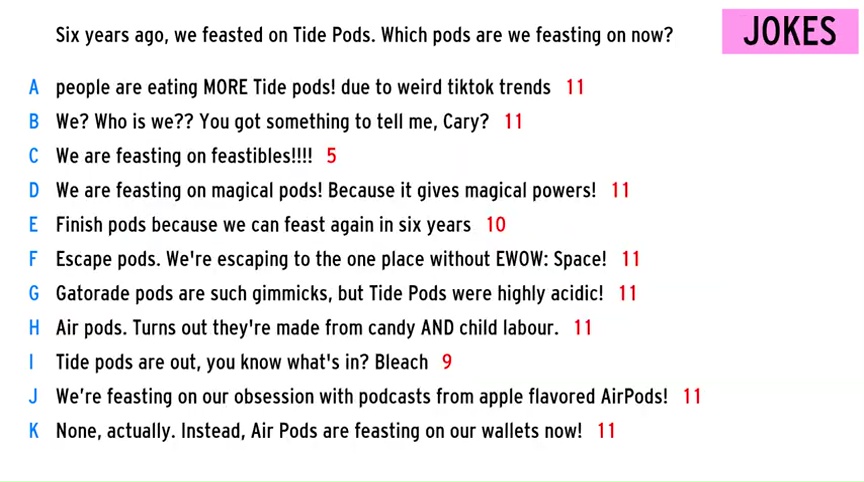 Six years ago, we feasted on Tide Pods. Which pods are we feasting on now?
JOKES
A people are eating MORE Tide pods! due to weird tiktok trends 11
B We? Who is we?? You got something to tell me, Cary? 11
C We are feasting on feastibles!!!! 5
D We are feasting on magical pods! Because it gives magical powers! 11
E Finish pods because we can feast again in six years 10
F Escape pods. We're escaping to the one place without EWOW: Space! 11
G Gatorade pods are such gimmicks, but Tide Pods were highly acidic! 11
H Air pods. Turns out they're made from candy AND child labour. 11
I Tide pods are out, you know what's in? Bleach 9
J We’re feasting on our obsession with podcasts from apple flavored AirPods! 11
K None, actually. Instead, Air Pods are feasting on our wallets now! 11